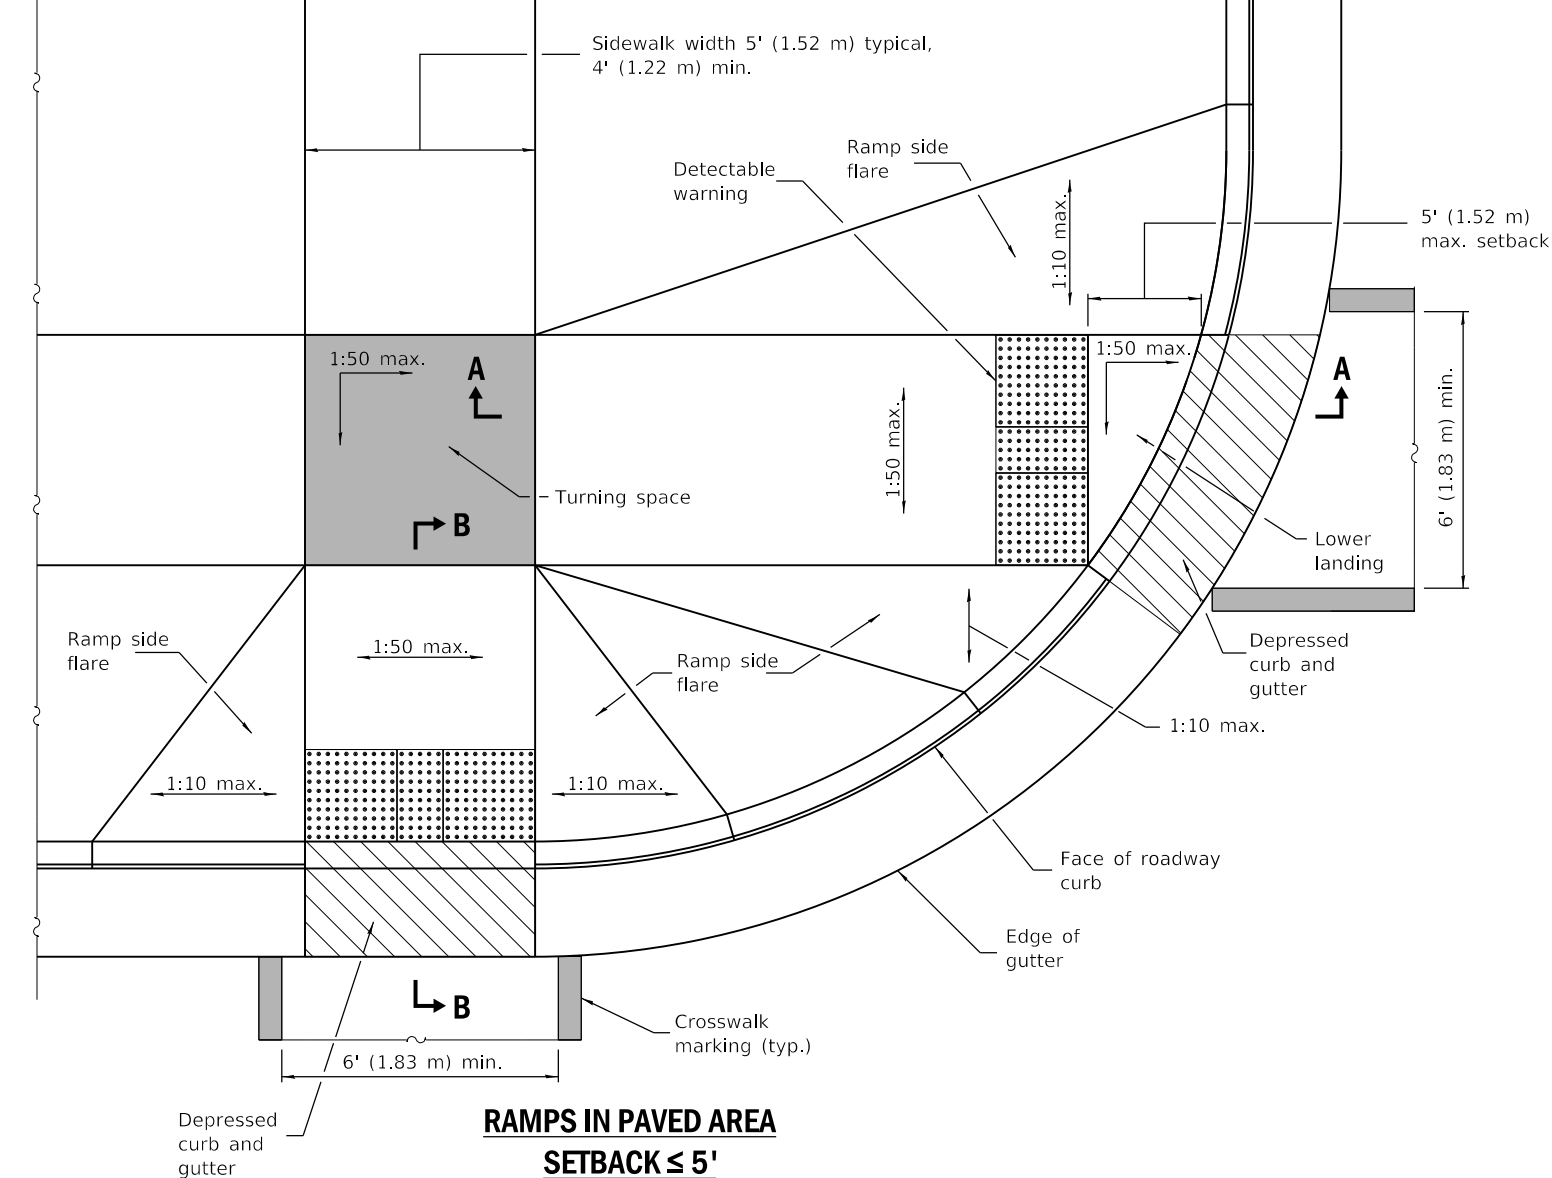 Sidewalk width 5' (1.52 m) typical,
4' (1.22 m) min.
Ramp side
flare
Detectable
warning
1:10 max.
5' (1.52 m)
max. setback
1:50 max.
A
1:50 max.
A
1:50 max.
6' (1.83 m) min.
Turning space
B
Lower
landing
Ramp side
flare
1:50 max.
Ramp side
flare
Depressed
curb and
gutter
1:10 max.
1:10 max.
1:10 max.
Face of roadway
curb
Edge of
gutter
B
Crosswalk
marking (typ.)
6' (1.83 m) min.
Depressed
curb and
gutter
RAMPS IN PAVED AREA
SETBACK ≤ 5'